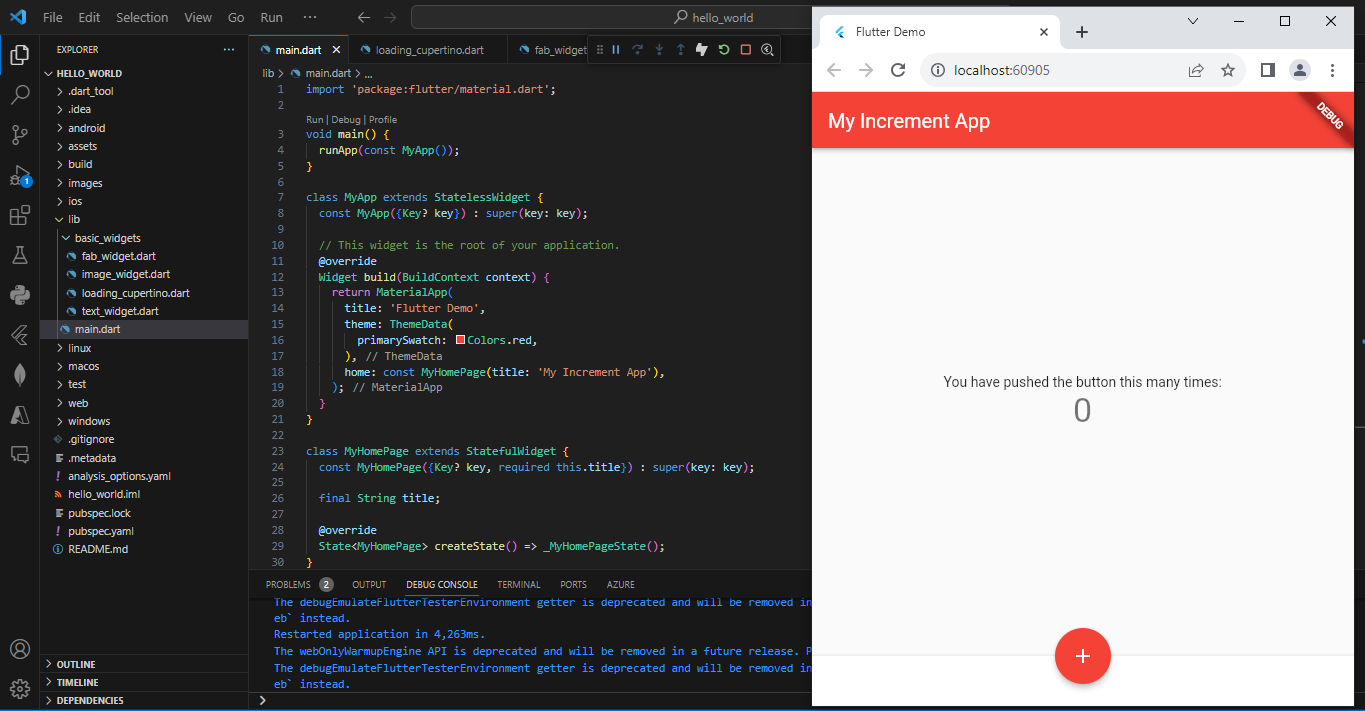 File Edit Selection View Go Run ··· hello_world
EXPLORER ···
HELLO_WORLD
.dart_tool
.idea
android
assets
build
images
ios
lib
basic_widgets
fab_widget.dart
image_widget.dart
loading_cupertino.dart
text_widget.dart
main.dart
linux
macos
test
web
windows
.gitignore
.metadata
! analysis_options.yaml
hello_world.iml
pubspec.lock
! pubspec.yaml
README.md
OUTLINE
TIMELINE
DEPENDENCIES
1
main.dart loading_cupertino.dart fab_widget
lib > main.dart > ...
1 import 'package:flutter/material.dart';
2
Run | Debug | Profile
3 void main() {
4 runApp(const MyApp());
5 }
6
7 class MyApp extends StatelessWidget {
8 const MyApp({Key? key}) : super(key: key);
9
10 // This widget is the root of your application.
11 @override
12 Widget build(BuildContext context) {
13 return MaterialApp(
14 title: 'Flutter Demo',
15 theme: ThemeData(
16 primarySwatch: Colors.red,
17 ), // ThemeData
18 home: const MyHomePage(title: 'My Increment App'),
19 ); // MaterialApp
20 }
21 }
22
23 class MyHomePage extends StatefulWidget {
24 const MyHomePage({Key? key, required this.title}) : super(key: key);
25
26 final String title;
27
28 @override
29 State<MyHomePage> createState() => _MyHomePageState();
30 }
PROBLEMS 2 OUTPUT DEBUG CONSOLE TERMINAL PORTS AZURE
The debugEmulateFlutterTesterEnvironment getter is deprecated and will be removed in
eb` instead.
Restarted application in 4,263ms.
The webOnlyWarmupEngine API is deprecated and will be removed in a future release. P
The debugEmulateFlutterTesterEnvironment getter is deprecated and will be removed in
eb` instead.
>
Flutter Demo
localhost:60905
My Increment App
DEBUG
You have pushed the button this many times:
0
+